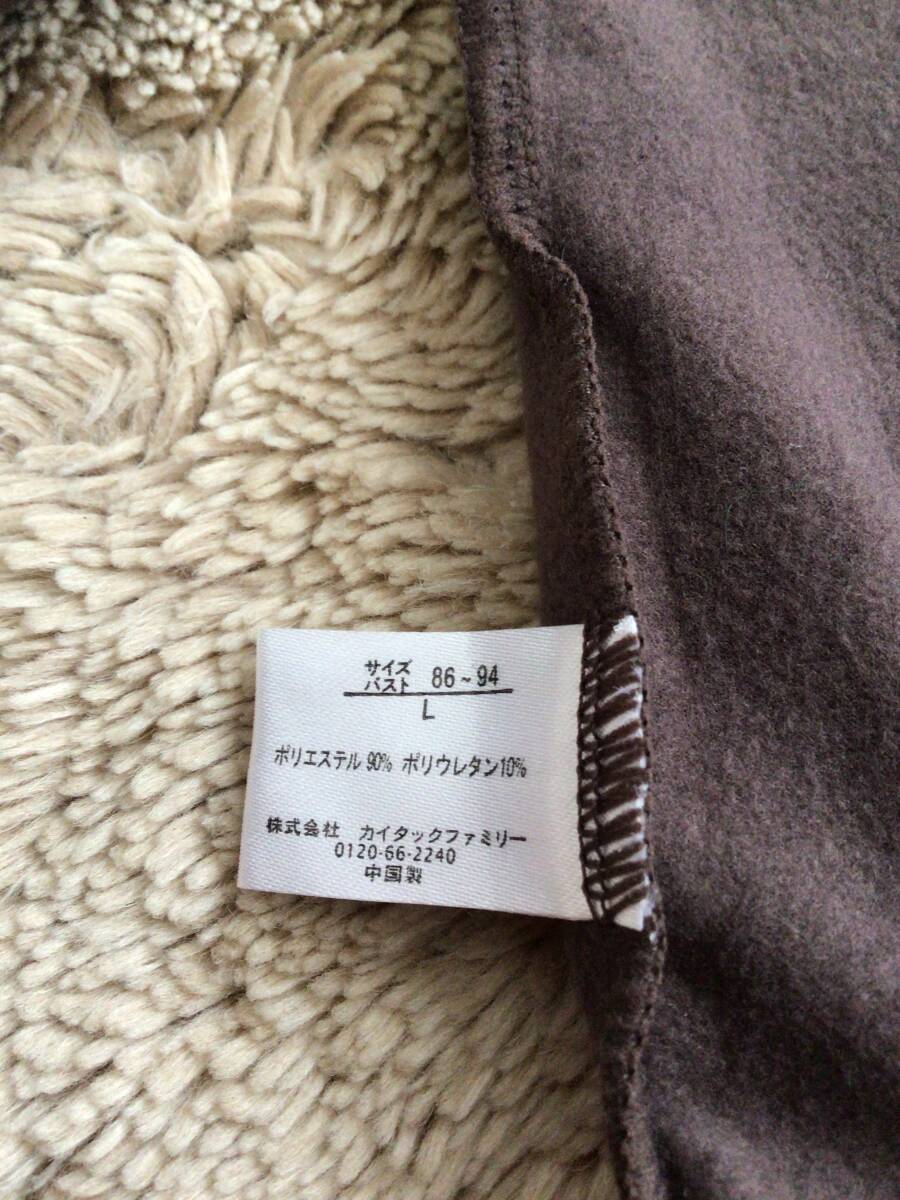 サイズ
バスト 86~94
L
ポリエステル 90% ポリウレタン10%
株式会社 カイタックファミリー
0120-66-2240
中国製